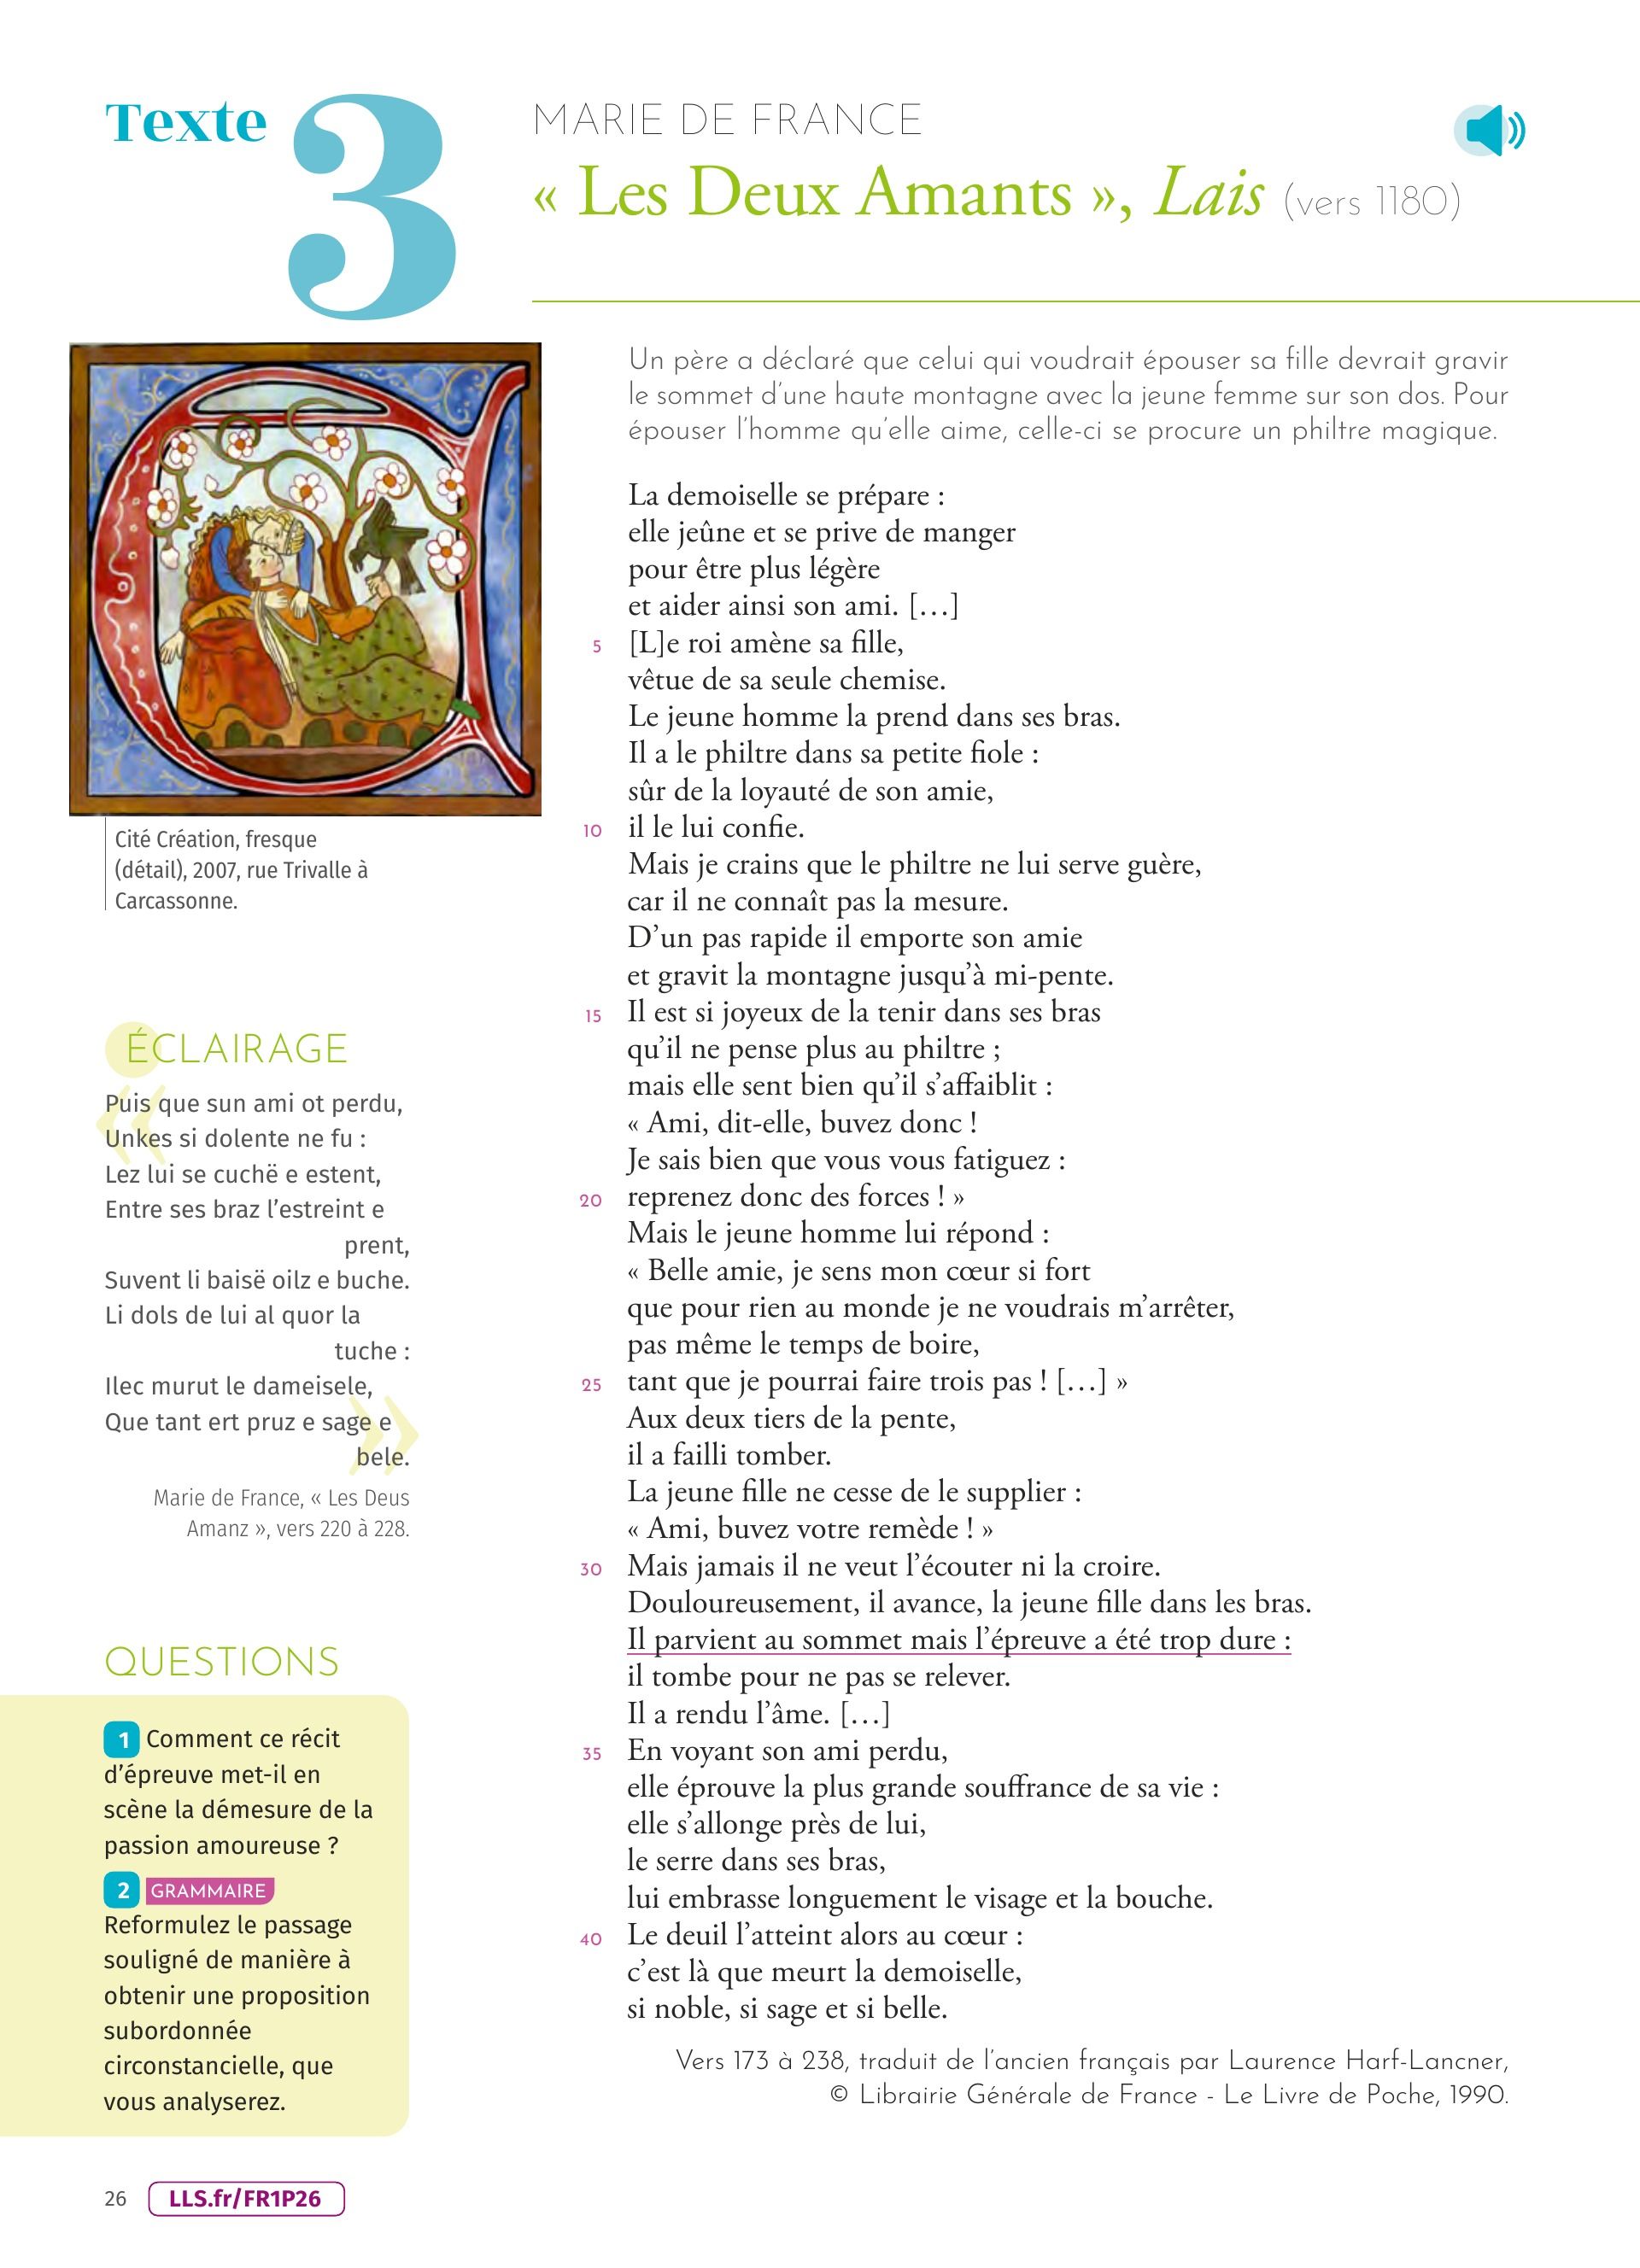 Texte 3
MARIE DE FRANCE
« Les Deux Amants », Lais (vers 1180)
Un père a déclaré que celui qui voudrait épouser sa fille devrait gravir
le sommet d’une haute montagne avec la jeune femme sur son dos. Pour
épouser l’homme qu’elle aime, celle-ci se procure un philtre magique.
La demoiselle se prépare :
elle jeûne et se prive de manger
pour être plus légère
et aider ainsi son ami. […]
5 [L]e roi amène sa fille,
vêtue de sa seule chemise.
Le jeune homme la prend dans ses bras.
Il a le philtre dans sa petite fiole :
sûr de la loyauté de son amie,
10 il le lui confie.
Mais je crains que le philtre ne lui serve guère,
car il ne connaît pas la mesure.
D’un pas rapide il emporte son amie
et gravit la montagne jusqu’à mi-pente.
15 Il est si joyeux de la tenir dans ses bras
qu’il ne pense plus au philtre ;
mais elle sent bien qu’il s’affaiblit :
« Ami, dit-elle, buvez donc !
Je sais bien que vous vous fatiguez :
20 reprenez donc des forces ! »
Mais le jeune homme lui répond :
« Belle amie, je sens mon cœur si fort
que pour rien au monde je ne voudrais m’arrêter,
pas même le temps de boire,
25 tant que je pourrai faire trois pas ! […] »
Aux deux tiers de la pente,
il a failli tomber.
La jeune fille ne cesse de le supplier :
« Ami, buvez votre remède ! »
30 Mais jamais il ne veut l’écouter ni la croire.
Douloureusement, il avance, la jeune fille dans les bras.
Il parvient au sommet mais l’épreuve a été trop dure :
il tombe pour ne pas se relever.
Il a rendu l’âme. […]
35 En voyant son ami perdu,
elle éprouve la plus grande souffrance de sa vie :
elle s’allonge près de lui,
le serre dans ses bras,
lui embrasse longuement le visage et la bouche.
40 Le deuil l’atteint alors au cœur :
c’est là que meurt la demoiselle,
si noble, si sage et si belle.
Vers 173 à 238, traduit de l’ancien français par Laurence Harf-Lancner,
© Librairie Générale de France - Le Livre de Poche, 1990.
Cité Création, fresque
(détail), 2007, rue Trivalle à
Carcassonne.
ÉCLAIRAGE
«
Puis que sun ami ot perdu,
Unkes si dolente ne fu :
Lez lui se cuchë e estent,
Entre ses braz l’estreint e
prent,
Suvent li baisë oilz e buche.
Li dols de lui al quor la
tuche :
Ilec murut le dameisele,
Que tant ert pruz e sage e
bele.
»
Marie de France, « Les Deus
Amanz », vers 220 à 228.
QUESTIONS
1 Comment ce récit
d’épreuve met-il en
scène la démesure de la
passion amoureuse ?
2 GRAMMAIRE
Reformulez le passage
souligné de manière à
obtenir une proposition
subordonnée
circonstancielle, que
vous analyserez.
26 LLS.fr/FR1P26